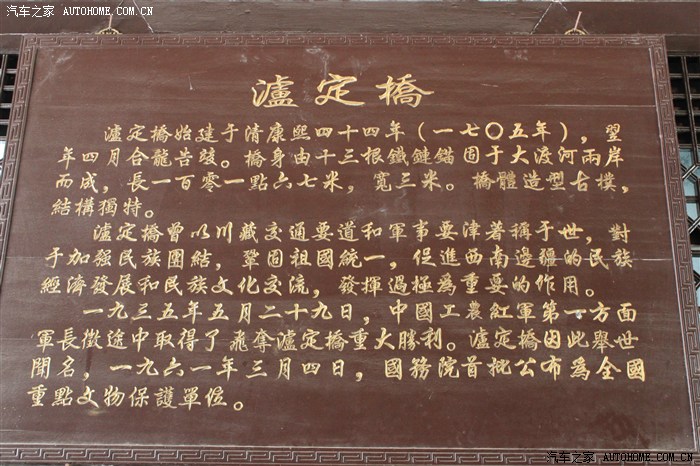 汽车之家 AUTOHOME.COM.CN
瀘定橋
瀘定橋始建于清康熙四十四年（一七〇五年），翌
年四月合龍告竣。橋身由十三根鐵鏈錨固于大渡河兩岸
而成，長一百零一點六七米，寬三米。橋體造型古樸，
結構獨特。
瀘定橋曾以川藏交通要道和軍事要津著稱于世，對
于加强民族團結，鞏固祖國統一，促進西南邊疆的民族
經濟發展和民族文化交流，發揮過極爲重要的作用。
一九三五年五月二十九日，中國工農紅軍第一方面
軍長徵途中取得了飛奪瀘定橋重大勝利。瀘定橋因此舉世
聞名，一九六一年三月四日，國務院首批公布爲全國
重點文物保護單位。
汽车之家 AUTOHOME.COM.CN